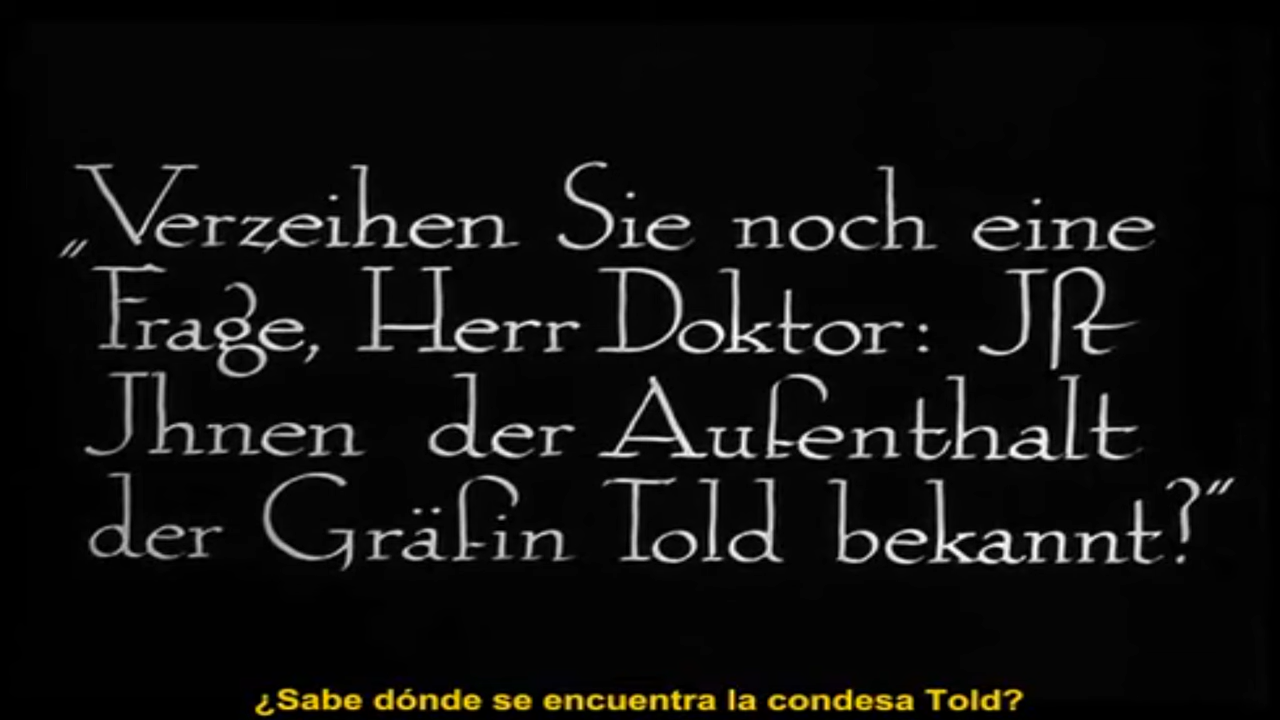 „Verzeihen Sie noch eine
Frage, Herr Doktor: Jſt
Jhnen der Aufenthalt
der Gräfin Told bekannt?“
¿Sabe dónde se encuentra la condesa Told?